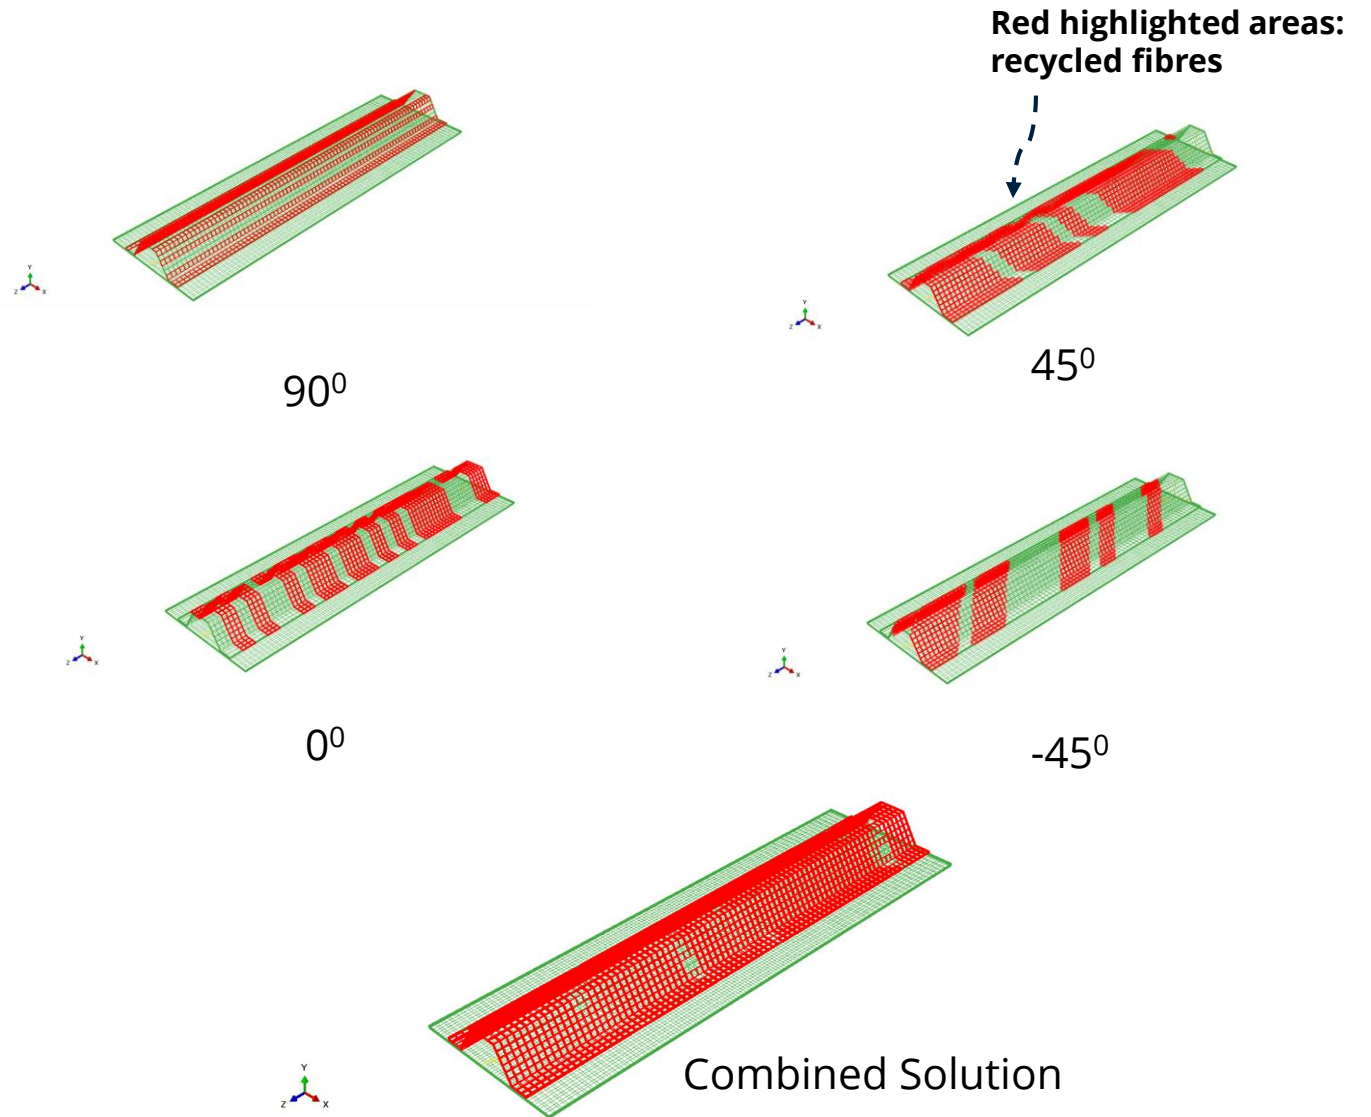 Red highlighted areas:
recycled fibres
Y
Z X
90⁰
Y
Z X
45⁰
Y
Z X
0⁰
Y
Z X
-45⁰
Y
Z X
Combined Solution